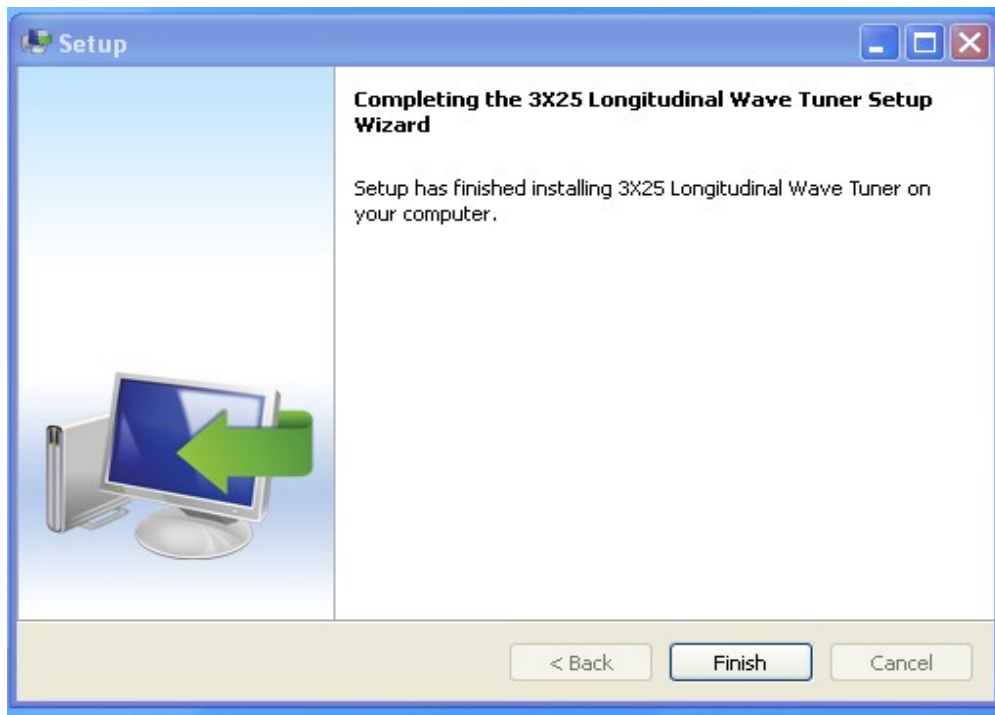 Setup
Completing the 3X25 Longitudinal Wave Tuner Setup
Wizard
Setup has finished installing 3X25 Longitudinal Wave Tuner on
your computer.
< Back
Finish
Cancel